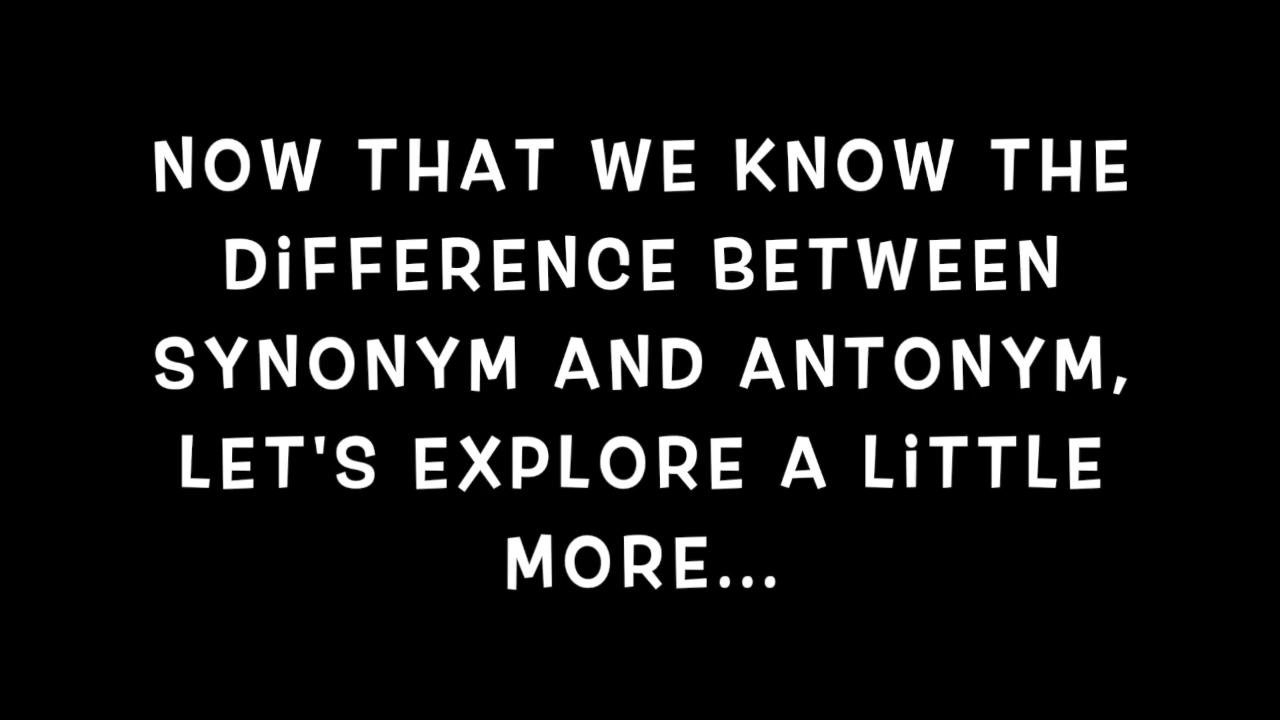 NOW THAT WE KNOW THE
DiFFERENCE BETWEEN
SYNONYM AND ANTONYM,
LET'S EXPLORE A LiTTLE
MORE...